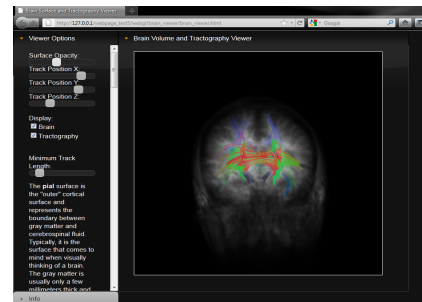 Brain Surface and Tractography Viewer
http://127.0.0.1/webpage_test5/webgl/brain_viewer/brain_viewer.html
Google
Viewer Options
Surface Opacity:
Track Position X:
Track Position Y:
Track Position Z:
Display:
Brain
Tractography
Minimum Track
Length:
The pial surface is
the "outer" cortical
surface and
represents the
boundary between
gray matter and
cerebrospinal fluid.
Typically, it is the
surface that comes to
mind when visually
thinking of a brain.
The gray matter is
usually only a few
millimeters thick and
Info
Brain Volume and Tractography Viewer